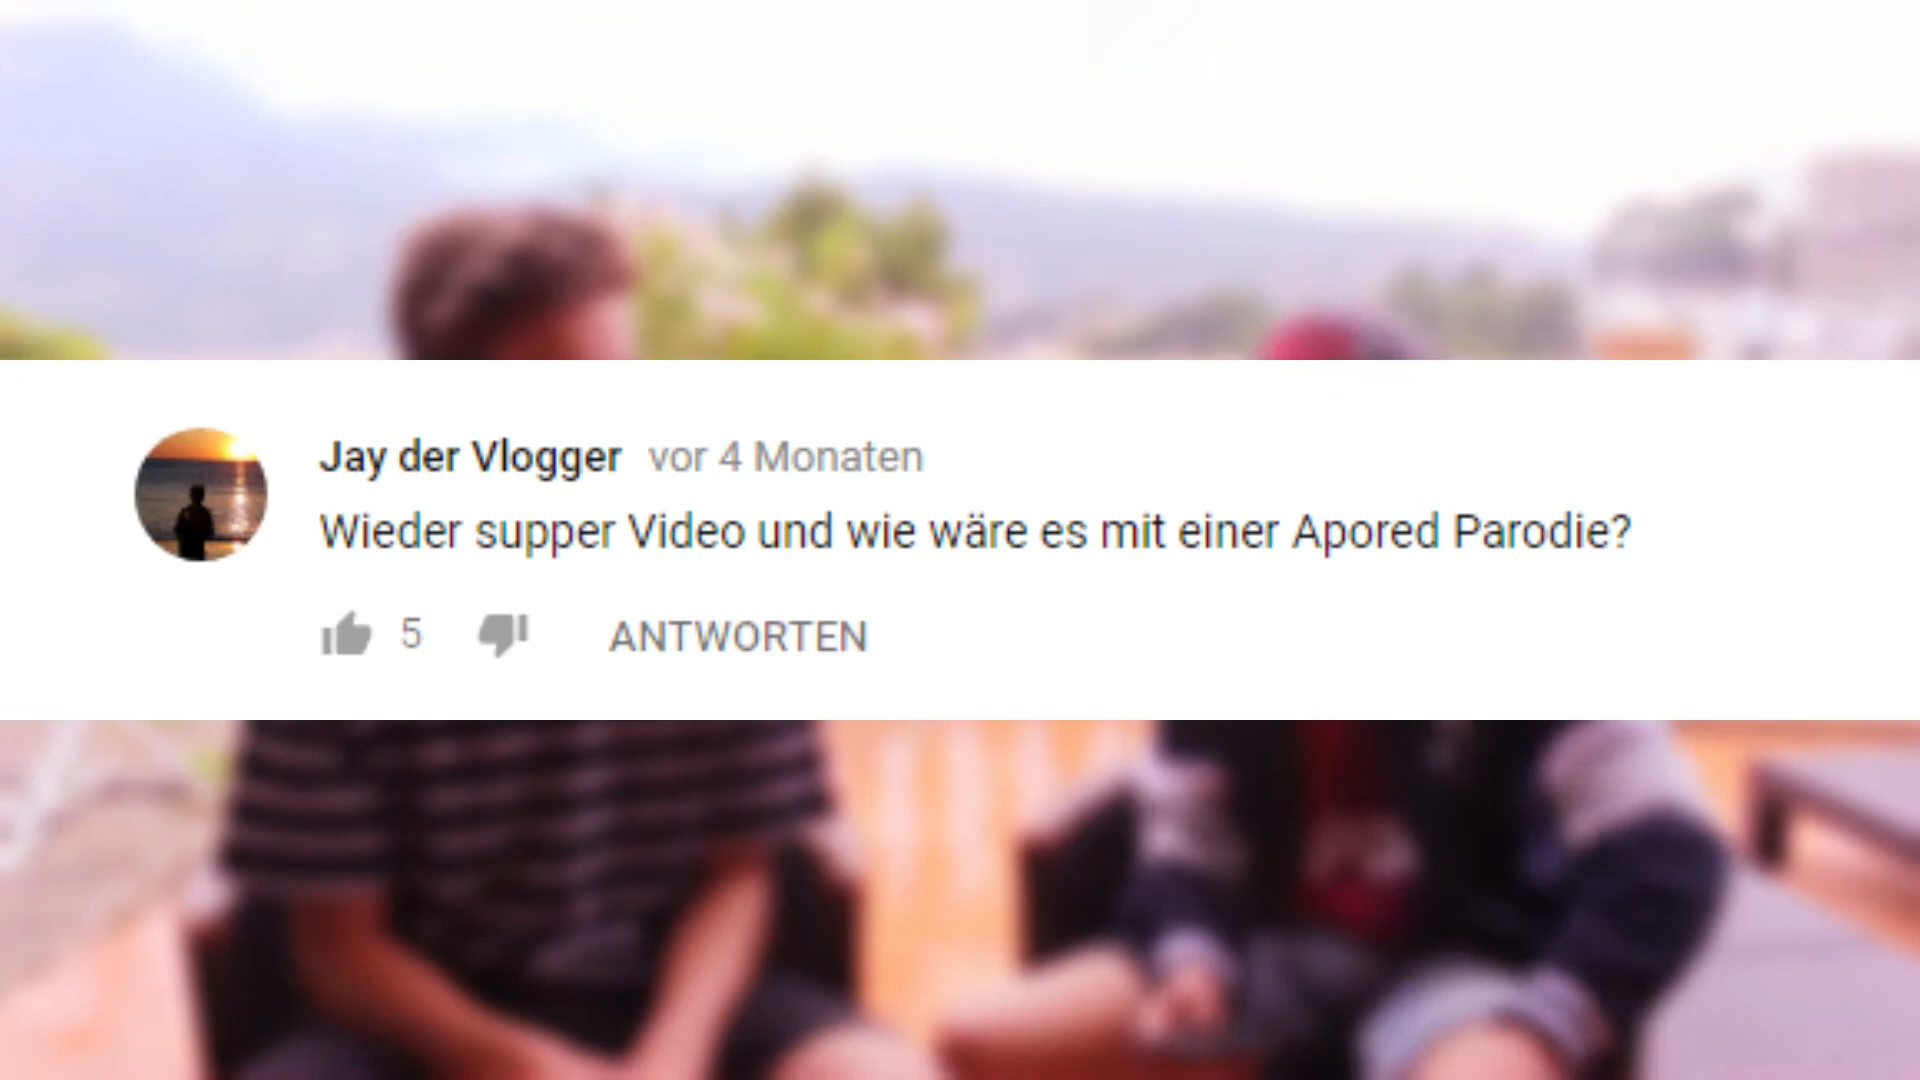 Jay der Vlogger vor 4 Monaten
Wieder supper Video und wie wäre es mit einer Apored Parodie?
5 ANTWORTEN